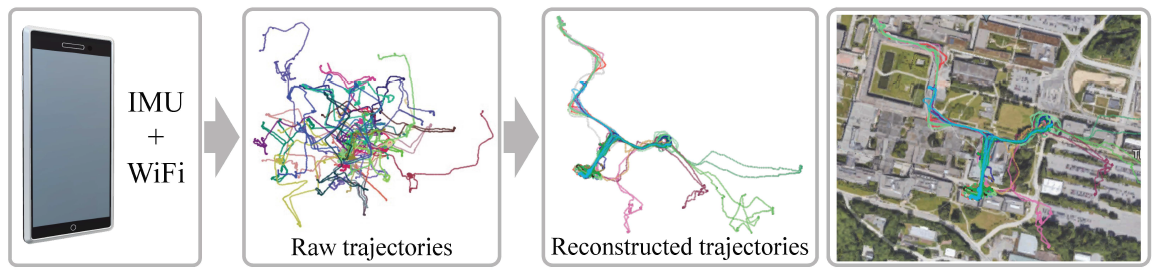 IMU
+
WiFi
Raw trajectories
Reconstructed trajectories